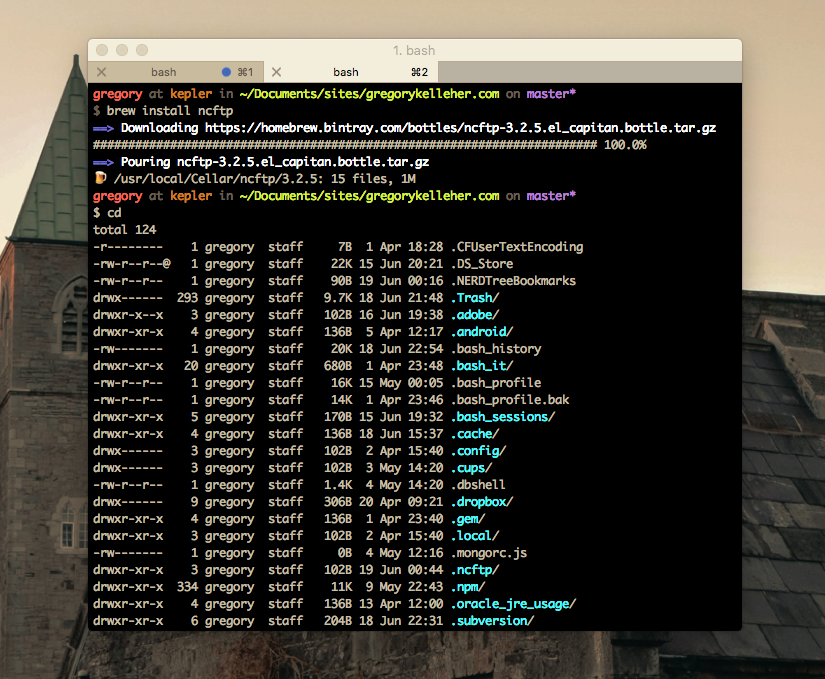 1. bash
bash ⌘1 bash ⌘2
gregory at kepler in ~/Documents/sites/gregorykelleher.com on master*
$ brew install ncftp
==> Downloading https://homebrew.bintray.com/bottles/ncftp-3.2.5.el_capitan.bottle.tar.gz
######################################################################## 100.0%
==> Pouring ncftp-3.2.5.el_capitan.bottle.tar.gz
🍺 /usr/local/Cellar/ncftp/3.2.5: 15 files, 1M
gregory at kepler in ~/Documents/sites/gregorykelleher.com on master*
$ cd
total 124
-r-------- 1 gregory staff 7B 1 Apr 18:28 .CFUserTextEncoding
-rw-r--r--@ 1 gregory staff 22K 15 Jun 20:21 .DS_Store
-rw-r--r-- 1 gregory staff 90B 19 Jun 00:16 .NERDTreeBookmarks
drwx------ 293 gregory staff 9.7K 18 Jun 21:48 .Trash/
drwxr-x--x 3 gregory staff 102B 16 Jun 19:38 .adobe/
drwxr-xr-x 4 gregory staff 136B 5 Apr 12:17 .android/
-rw------- 1 gregory staff 20K 18 Jun 22:54 .bash_history
drwxr-xr-x 20 gregory staff 680B 1 Apr 23:48 .bash_it/
-rw-r--r-- 1 gregory staff 16K 15 May 00:05 .bash_profile
-rw-r--r-- 1 gregory staff 14K 1 Apr 23:46 .bash_profile.bak
drwxr-xr-x 5 gregory staff 170B 15 Jun 19:32 .bash_sessions/
drwxr-xr-x 4 gregory staff 136B 18 Jun 15:37 .cache/
drwx------ 3 gregory staff 102B 2 Apr 15:40 .config/
drwx------ 3 gregory staff 102B 3 May 14:20 .cups/
-rw-r--r-- 1 gregory staff 1.4K 4 May 14:20 .dbshell
drwx------ 9 gregory staff 306B 20 Apr 09:21 .dropbox/
drwxr-xr-x 4 gregory staff 136B 1 Apr 23:40 .gem/
drwxr-xr-x 3 gregory staff 102B 2 Apr 15:40 .local/
-rw------- 1 gregory staff 0B 4 May 12:16 .mongorc.js
drwxr-xr-x 3 gregory staff 102B 19 Jun 00:44 .ncftp/
drwxr-xr-x 334 gregory staff 11K 9 May 22:43 .npm/
drwxr-xr-x 4 gregory staff 136B 13 Apr 12:00 .oracle_jre_usage/
drwxr-xr-x 6 gregory staff 204B 18 Jun 22:31 .subversion/